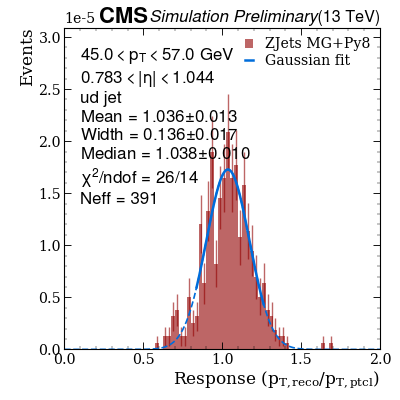 1e-5 CMS Simulation Preliminary (13 TeV)
Events
3.0
2.5
2.0
1.5
1.0
0.5
0.0
45.0 < p_T < 57.0 GeV
0.783 < |η| < 1.044
ud jet
Mean = 1.036±0.013
Width = 0.136±0.017
Median = 1.038±0.010
χ²/ndof = 26/14
Neff = 391
ZJets MG+Py8
Gaussian fit
0.0 0.5 1.0 1.5 2.0
Response (p_T,reco/p_T,ptcl)